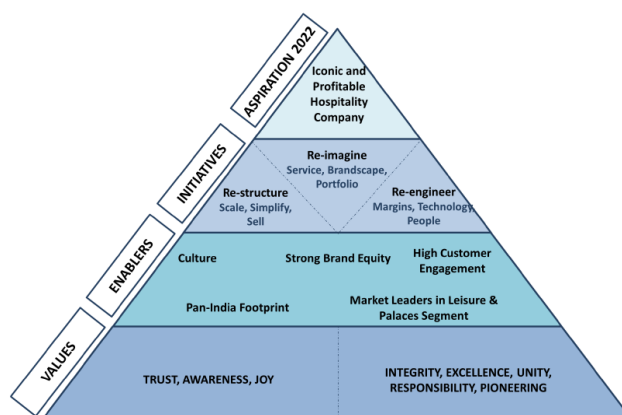 ASPIRATION 2022
Iconic and
Profitable
Hospitality
Company
INITIATIVES
Re-imagine
Service, Brandscape,
Portfolio
Re-structure
Scale, Simplify,
Sell
Re-engineer
Margins, Technology,
People
ENABLERS
Culture
Strong Brand Equity
High Customer
Engagement
Pan-India Footprint
Market Leaders in Leisure &
Palaces Segment
VALUES
TRUST, AWARENESS, JOY
INTEGRITY, EXCELLENCE, UNITY,
RESPONSIBILITY, PIONEERING